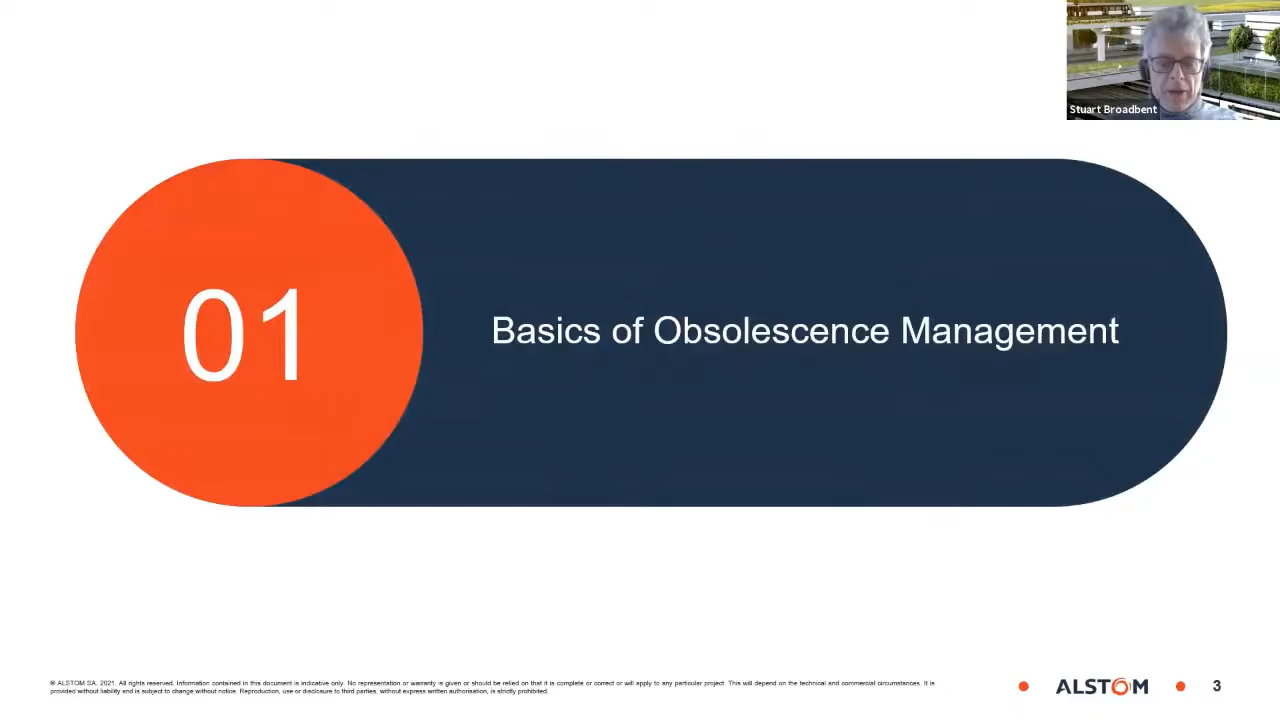 Stuart Broadbent
01
Basics of Obsolescence Management
® ALSTOM SA, 2021. All rights reserved. Information contained in this document is indicative only. No representation or warranty is given or should be relied on that it is complete or correct or will apply to any particular project. This will depend on the technical and commercial circumstances. It is
provided without liability and is subject to change without notice. Reproduction, use or disclosure to third parties, without express written authorisation, is strictly prohibited.
ALSTOM
3